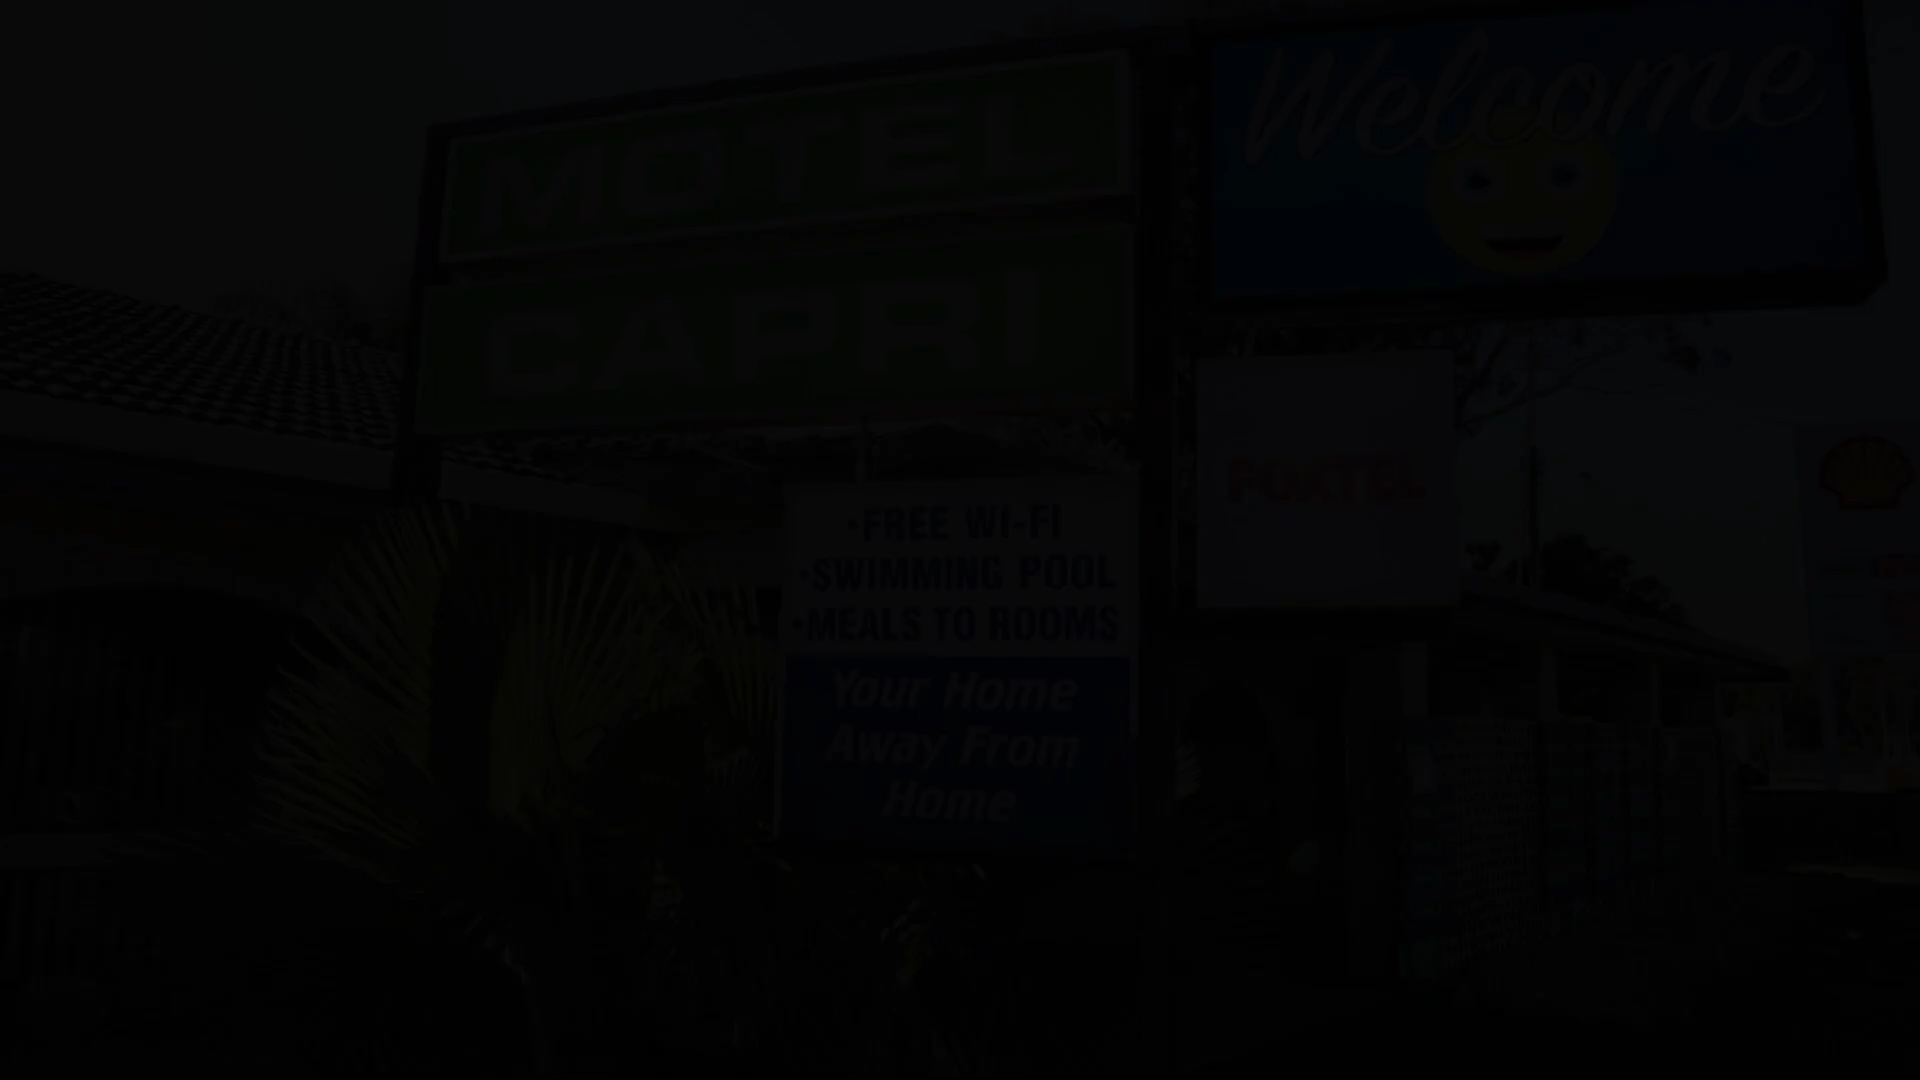 MOTEL
CAPRI
Welcome
FOXTEL
•FREE WI-FI
•SWIMMING POOL
•MEALS TO ROOMS
Your Home
Away From
Home